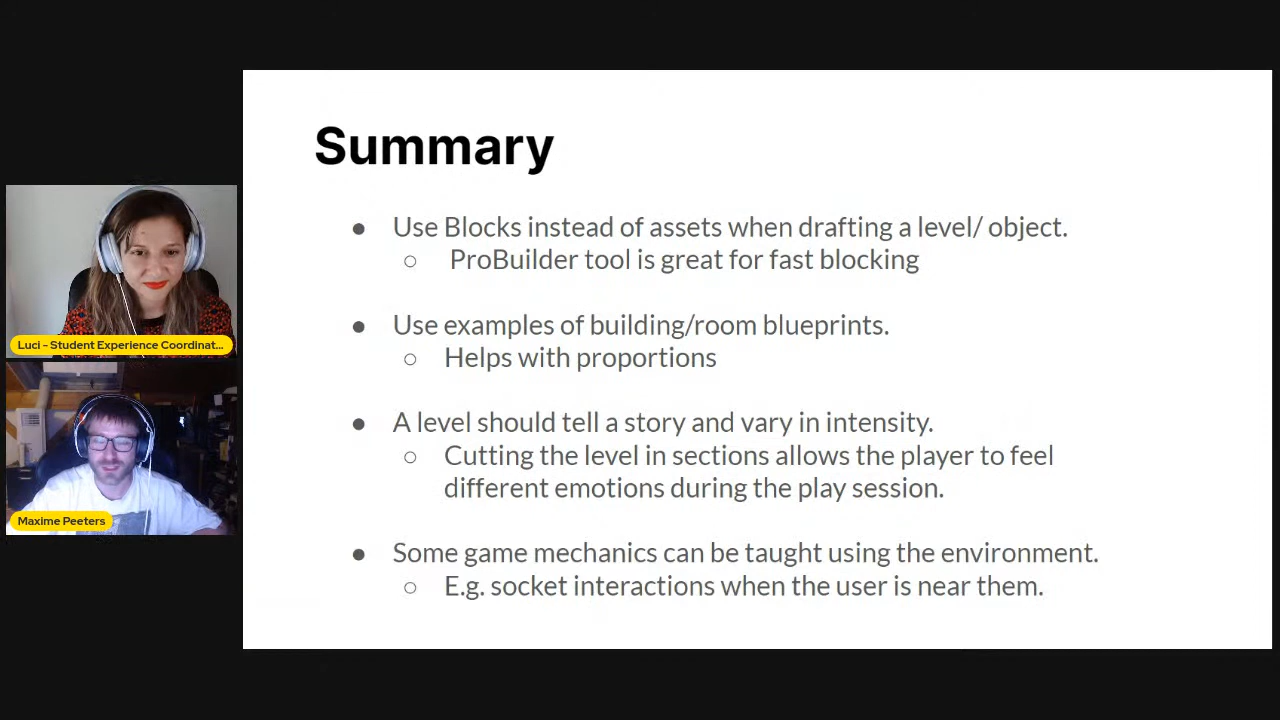 Summary
● Use Blocks instead of assets when drafting a level/ object.
○ ProBuilder tool is great for fast blocking
● Use examples of building/room blueprints.
○ Helps with proportions
● A level should tell a story and vary in intensity.
○ Cutting the level in sections allows the player to feel
different emotions during the play session.
● Some game mechanics can be taught using the environment.
○ E.g. socket interactions when the user is near them.
Luci - Student Experience Coordinat...
Maxime Peeters